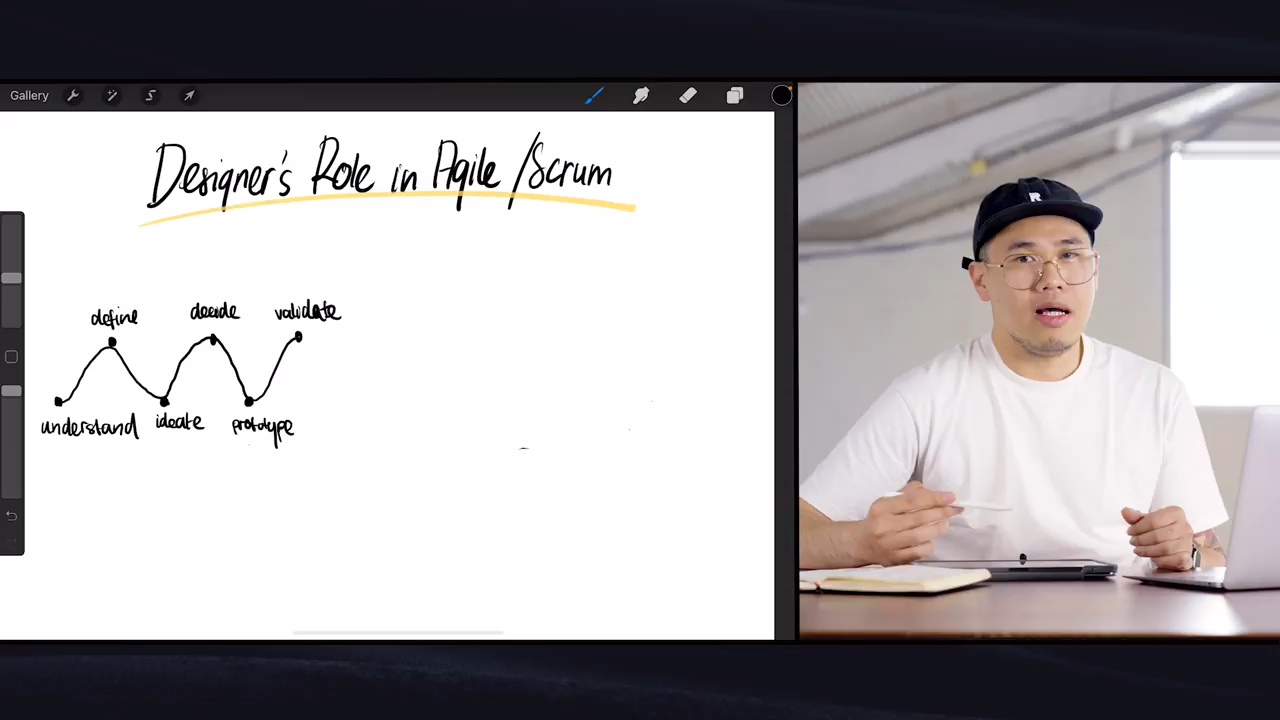 Gallery
Designer's Role in Agile/Scrum
define decide validate
understand ideate prototype
R